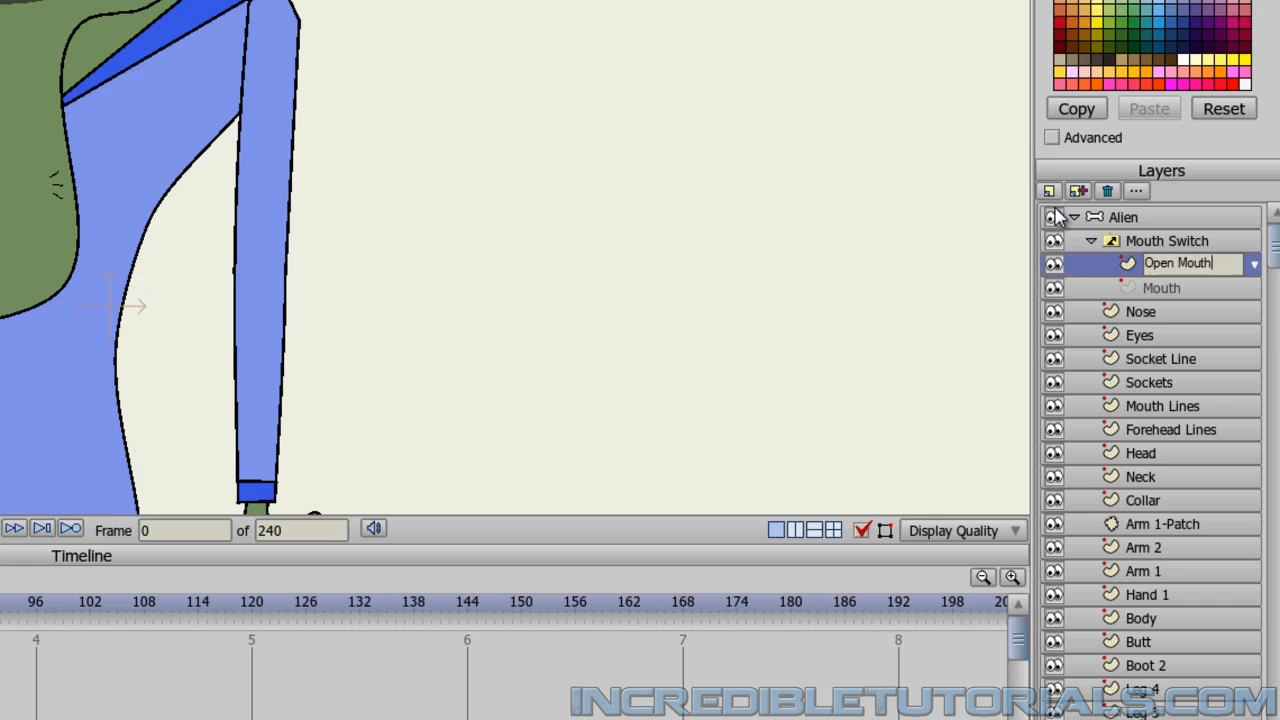 Copy
Paste
Reset
Advanced
Layers
Alien
Mouth Switch
Open Mouth
Mouth
Nose
Eyes
Socket Line
Sockets
Mouth Lines
Forehead Lines
Head
Neck
Collar
Arm 1-Patch
Arm 2
Arm 1
Hand 1
Body
Butt
Boot 2
Leg 4
Frame 0 of 240
Display Quality
Timeline
96 102 108 114 120 126 132 138 144 150 156 162 168 174 180 186 192 198 20
4 5 6 7 8
INCREDIBLETUTORIALS.COM